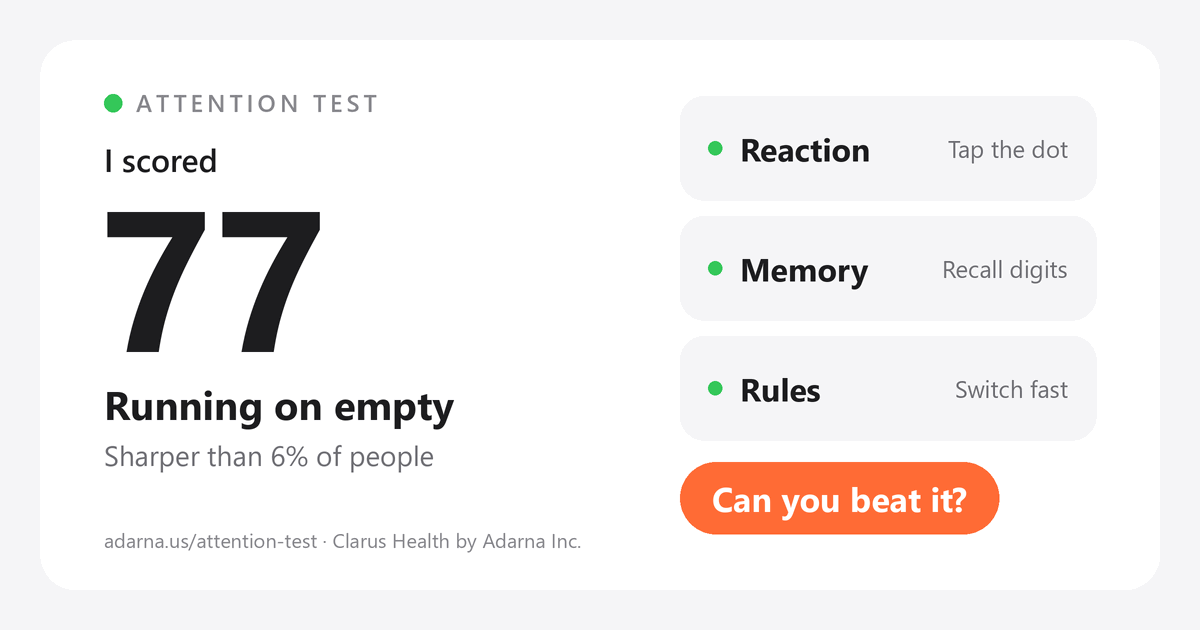 ATTENTION TEST
I scored
77
Running on empty
Sharper than 6% of people
adarna.us/attention-test · Clarus Health by Adarna Inc.
Reaction Tap the dot
Memory Recall digits
Rules Switch fast
Can you beat it?